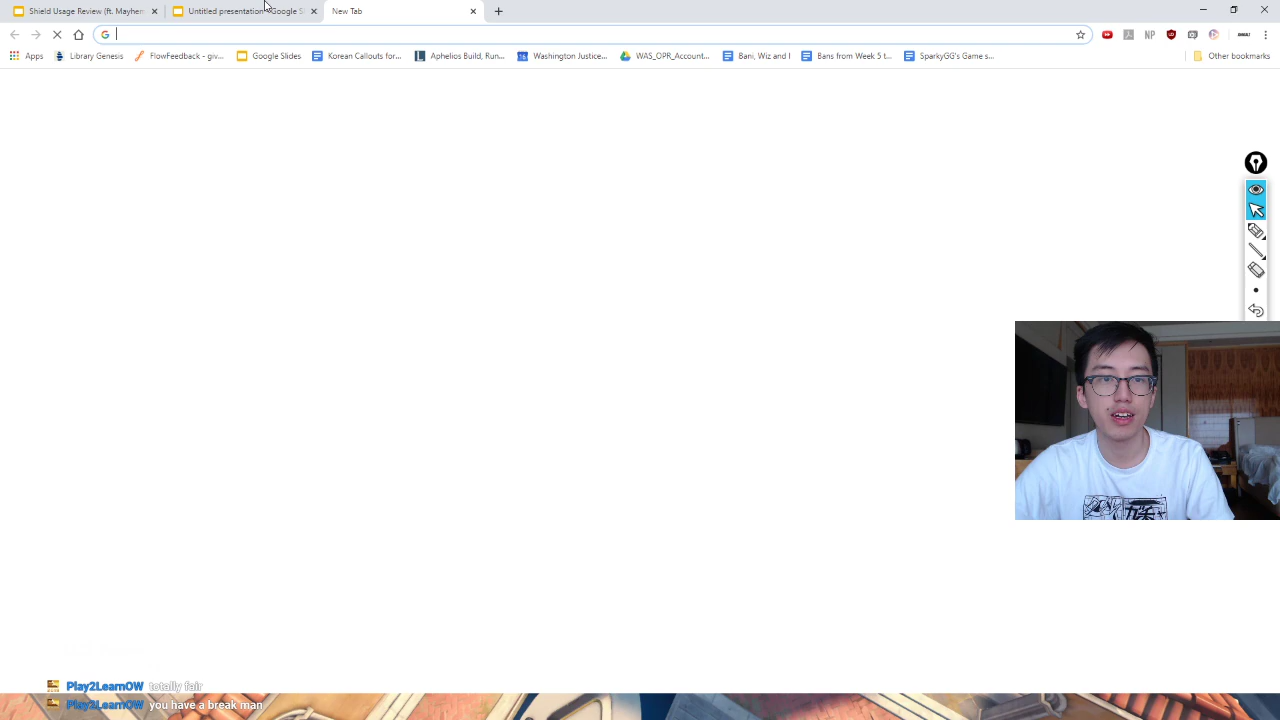 Shield Usage Review (ft. Mayhem
Untitled presentation - Google S
New Tab
Apps
Library Genesis
FlowFeedback - giv...
Google Slides
Korean Callouts for...
Aphelios Build, Run...
Washington Justice...
WAS_OPR_Account...
Bani, Wiz and I
Bans from Week 5 t...
SparkyGG's Game s...
Other bookmarks
NP
Play2LearnOW totally fair
Play2LearnOW you have a break man